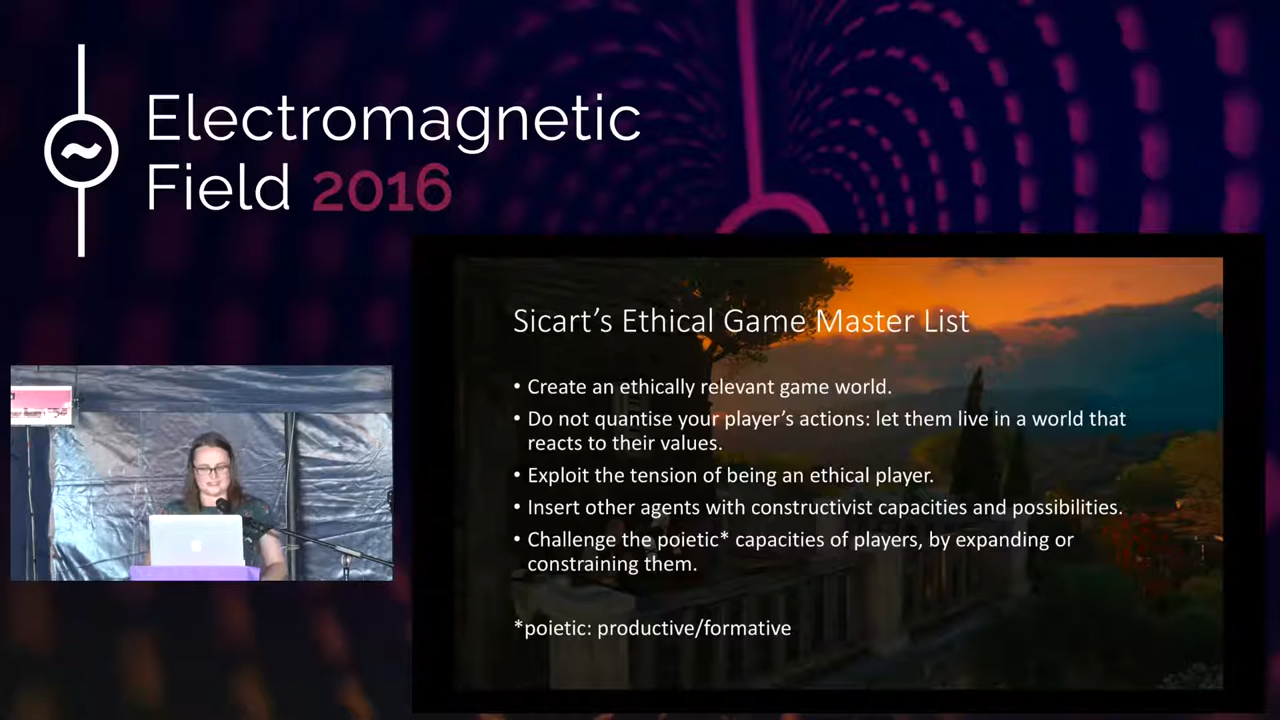 Electromagnetic
Field 2016
Sicart’s Ethical Game Master List
• Create an ethically relevant game world.
• Do not quantise your player’s actions: let them live in a world that
reacts to their values.
• Exploit the tension of being an ethical player.
• Insert other agents with constructivist capacities and possibilities.
• Challenge the poietic* capacities of players, by expanding or
constraining them.
*poietic: productive/formative